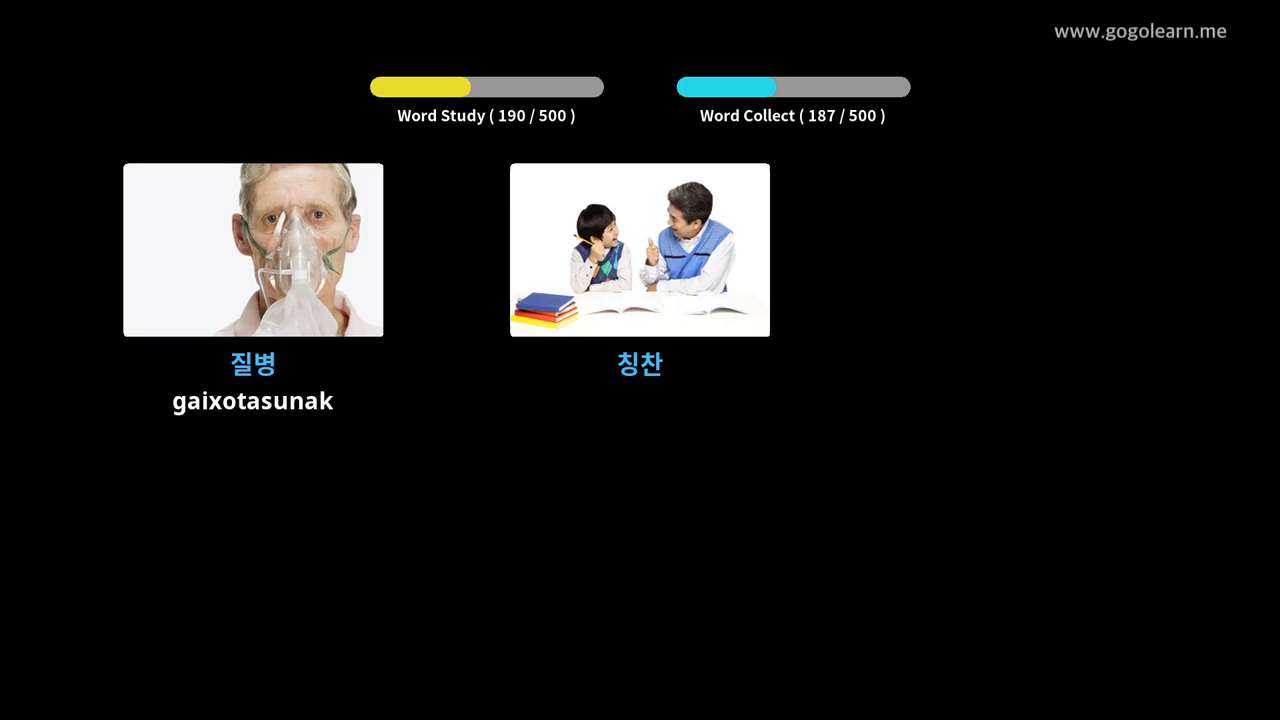 www.gogolearn.me
Word Study ( 190 / 500 )
Word Collect ( 187 / 500 )
질병
칭찬
gaixotasunak